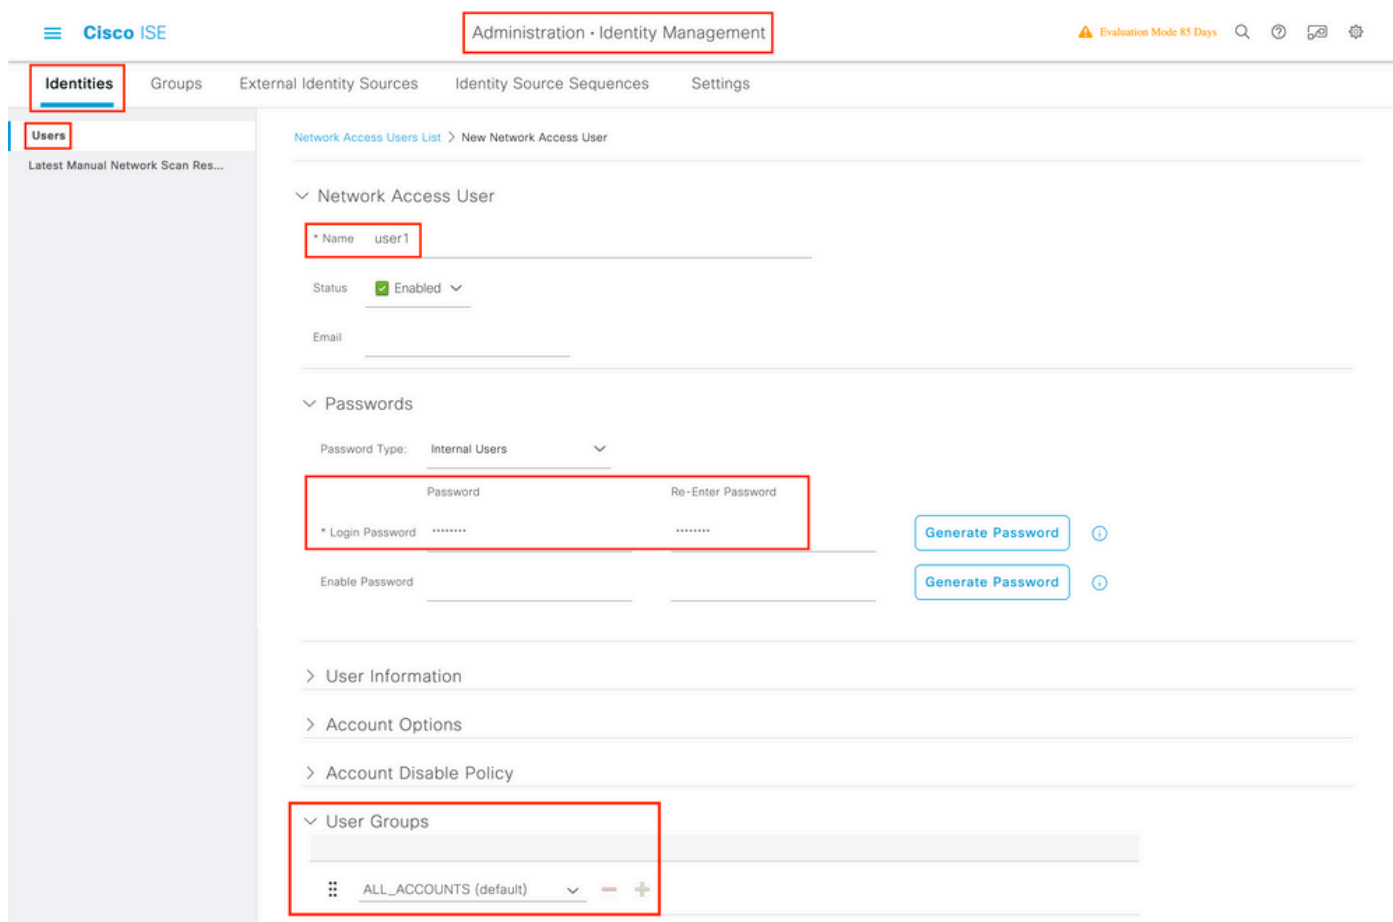 Cisco ISE
Administration · Identity Management
Evaluation Mode 85 Days
Identities Groups External Identity Sources Identity Source Sequences Settings
Users
Latest Manual Network Scan Res...
Network Access Users List > New Network Access User
Network Access User
* Name user1
Status Enabled
Email
Passwords
Password Type: Internal Users
Password Re-Enter Password
* Login Password ........ ........ Generate Password
Enable Password Generate Password
User Information
Account Options
Account Disable Policy
User Groups
ALL_ACCOUNTS (default)